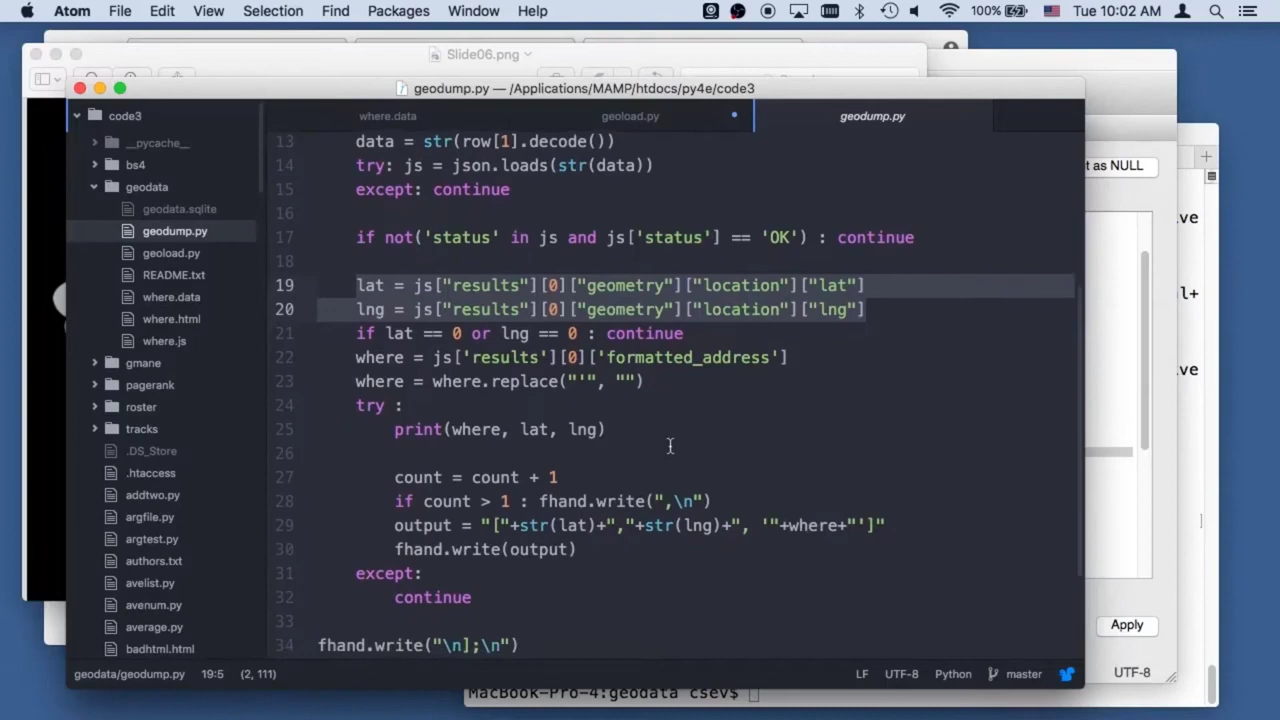 Atom File Edit View Selection Find Packages Window Help 100% Tue 10:02 AM
Slide06.png
geodump.py — /Applications/MAMP/htdocs/py4e/code3
code3
__pycache__
bs4
geodata
geodata.sqlite
geodump.py
geoload.py
README.txt
where.data
where.html
where.js
gmane
pagerank
roster
tracks
.DS_Store
.htaccess
addtwo.py
argfile.py
argtest.py
authors.txt
avelist.py
avenum.py
average.py
badhtml.html
where.data geoload.py geodump.py
13 data = str(row[1].decode())
14 try: js = json.loads(str(data))
15 except: continue
16
17 if not('status' in js and js['status'] == 'OK') : continue
18
19 lat = js["results"][0]["geometry"]["location"]["lat"]
20 lng = js["results"][0]["geometry"]["location"]["lng"]
21 if lat == 0 or lng == 0 : continue
22 where = js['results'][0]['formatted_address']
23 where = where.replace("'", "")
24 try :
25 print(where, lat, lng)
26
27 count = count + 1
28 if count > 1 : fhand.write(",\n")
29 output = "["+str(lat)+","+str(lng)+", '"+where+"']"
30 fhand.write(output)
31 except:
32 continue
33
34 fhand.write("\n];\n")
geodata/geodump.py 19:5 (2, 111) LF UTF-8 Python master
t as NULL
ve
l+
ve
Apply
UTF-8
MacBook-Pro-4:geodata csev$